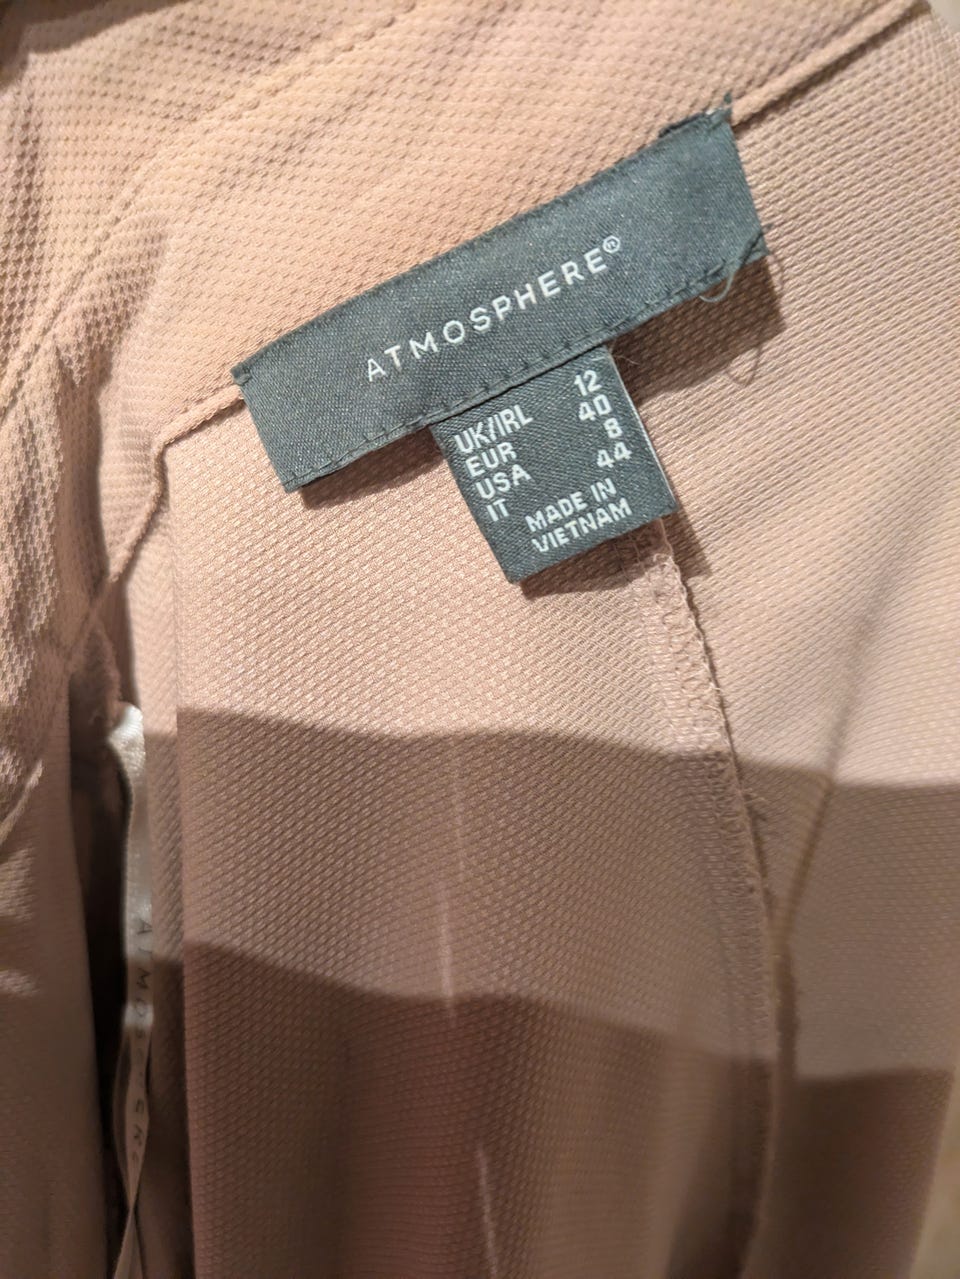 ATMOSPHERE®
UK/IRL 12
EUR 40
USA 8
IT 44
MADE IN
VIETNAM